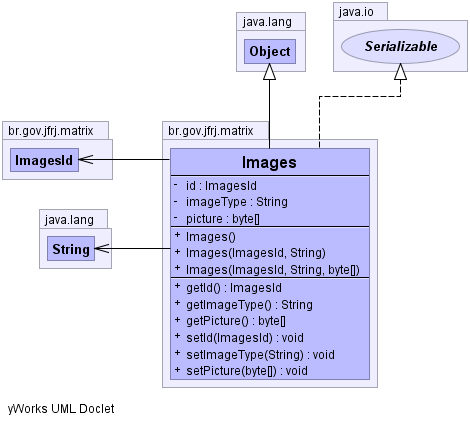 java.lang
Object
java.io
Serializable
br.gov.jfrj.matrix
ImagesId
java.lang
String
br.gov.jfrj.matrix
Images
- id : ImagesId
- imageType : String
- picture : byte[]
+ Images()
+ Images(ImagesId, String)
+ Images(ImagesId, String, byte[])
+ getId() : ImagesId
+ getImageType() : String
+ getPicture() : byte[]
+ setId(ImagesId) : void
+ setImageType(String) : void
+ setPicture(byte[]) : void
yWorks UML Doclet